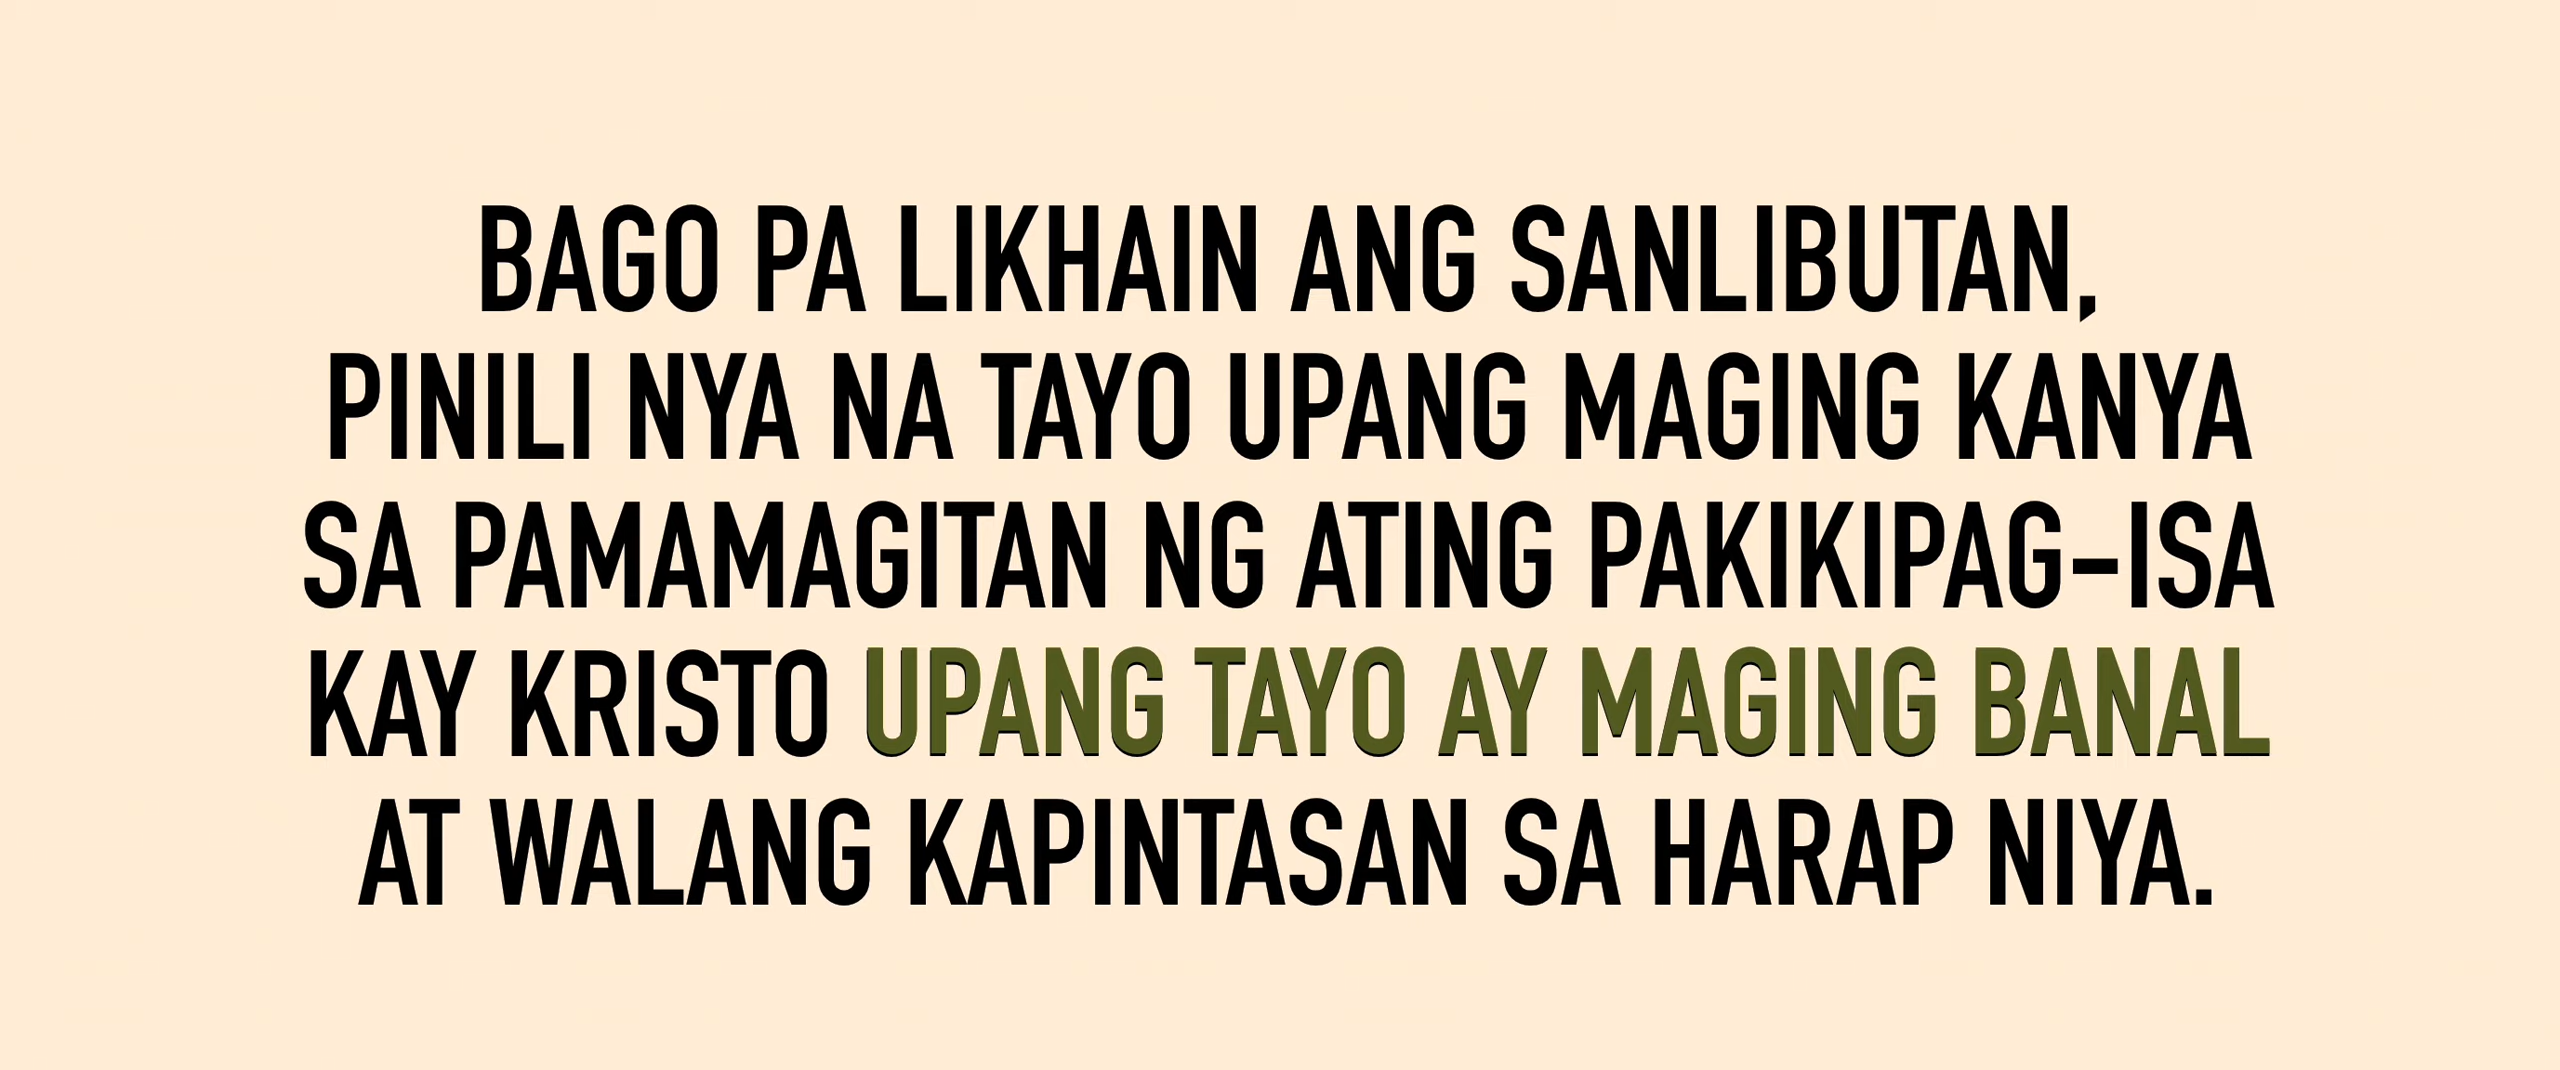 BAGO PA LIKHAIN ANG SANLIBUTAN,
PINILI NYA NA TAYO UPANG MAGING KANYA
SA PAMAMAGITAN NG ATING PAKIKIPAG-ISA
KAY KRISTO UPANG TAYO AY MAGING BANAL
AT WALANG KAPINTASAN SA HARAP NIYA.